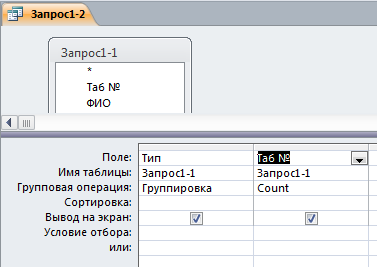 Запрос1-2
Запрос1-1
*
Таб №
ФИО
Поле: Тип Таб №
Имя таблицы: Запрос1-1 Запрос1-1
Групповая операция: Группировка Count
Сортировка:
Вывод на экран:
Условие отбора:
или: